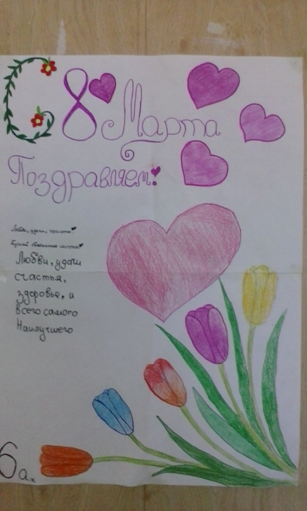 С 8 Марта
Поздравляем!
Любви, удачи
счастья,
здоровья, и
всего самого
Наилучшего
6а.